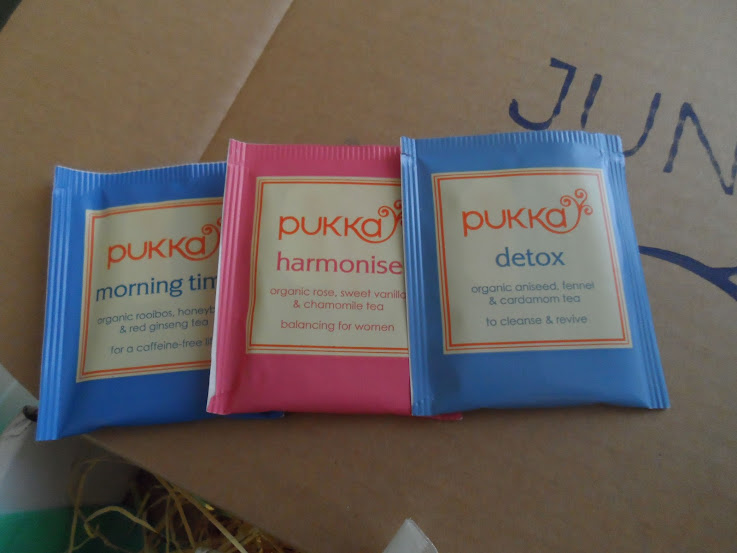 JUN
pukka
morning tim
organic rooibos, honeyb
& red ginseng tea
for a caffeine-free li
pukka
harmonise
organic rose, sweet vanilla
& chamomile tea
balancing for women
pukka
detox
organic aniseed, fennel
& cardamom tea
to cleanse & revive